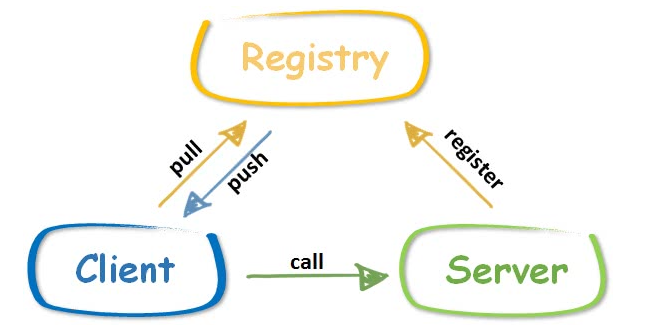 Registry
pull
push
register
Client
call
Server